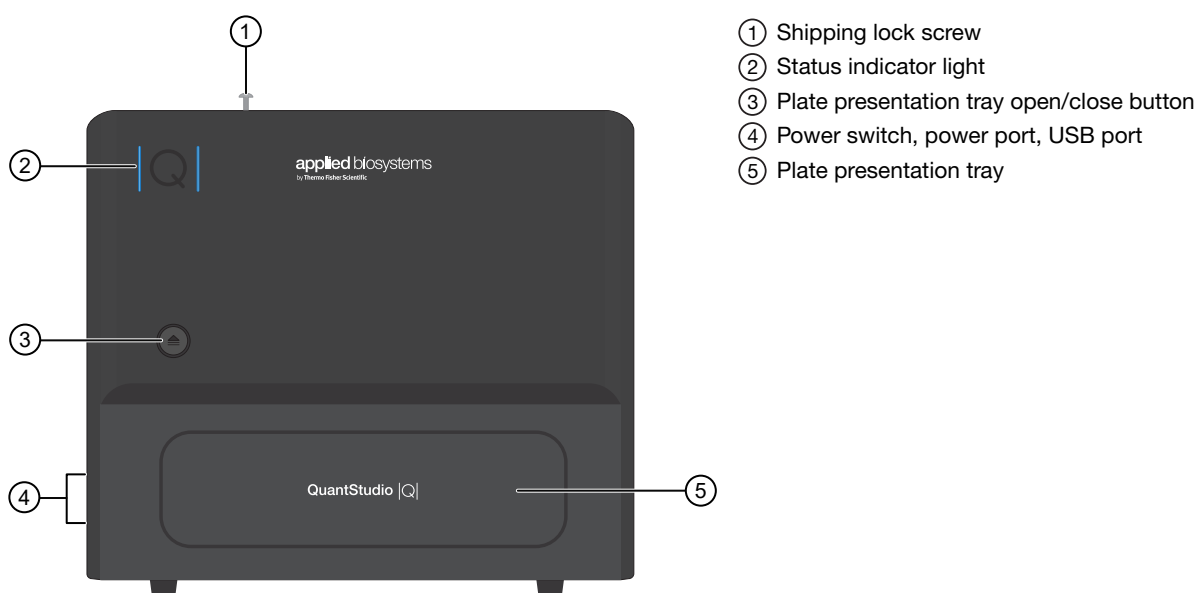 1 Shipping lock screw
2 Status indicator light
3 Plate presentation tray open/close button
4 Power switch, power port, USB port
5 Plate presentation tray
1
2
Q
applied biosystems
by Thermo Fisher Scientific
3
4
QuantStudio |Q|
5